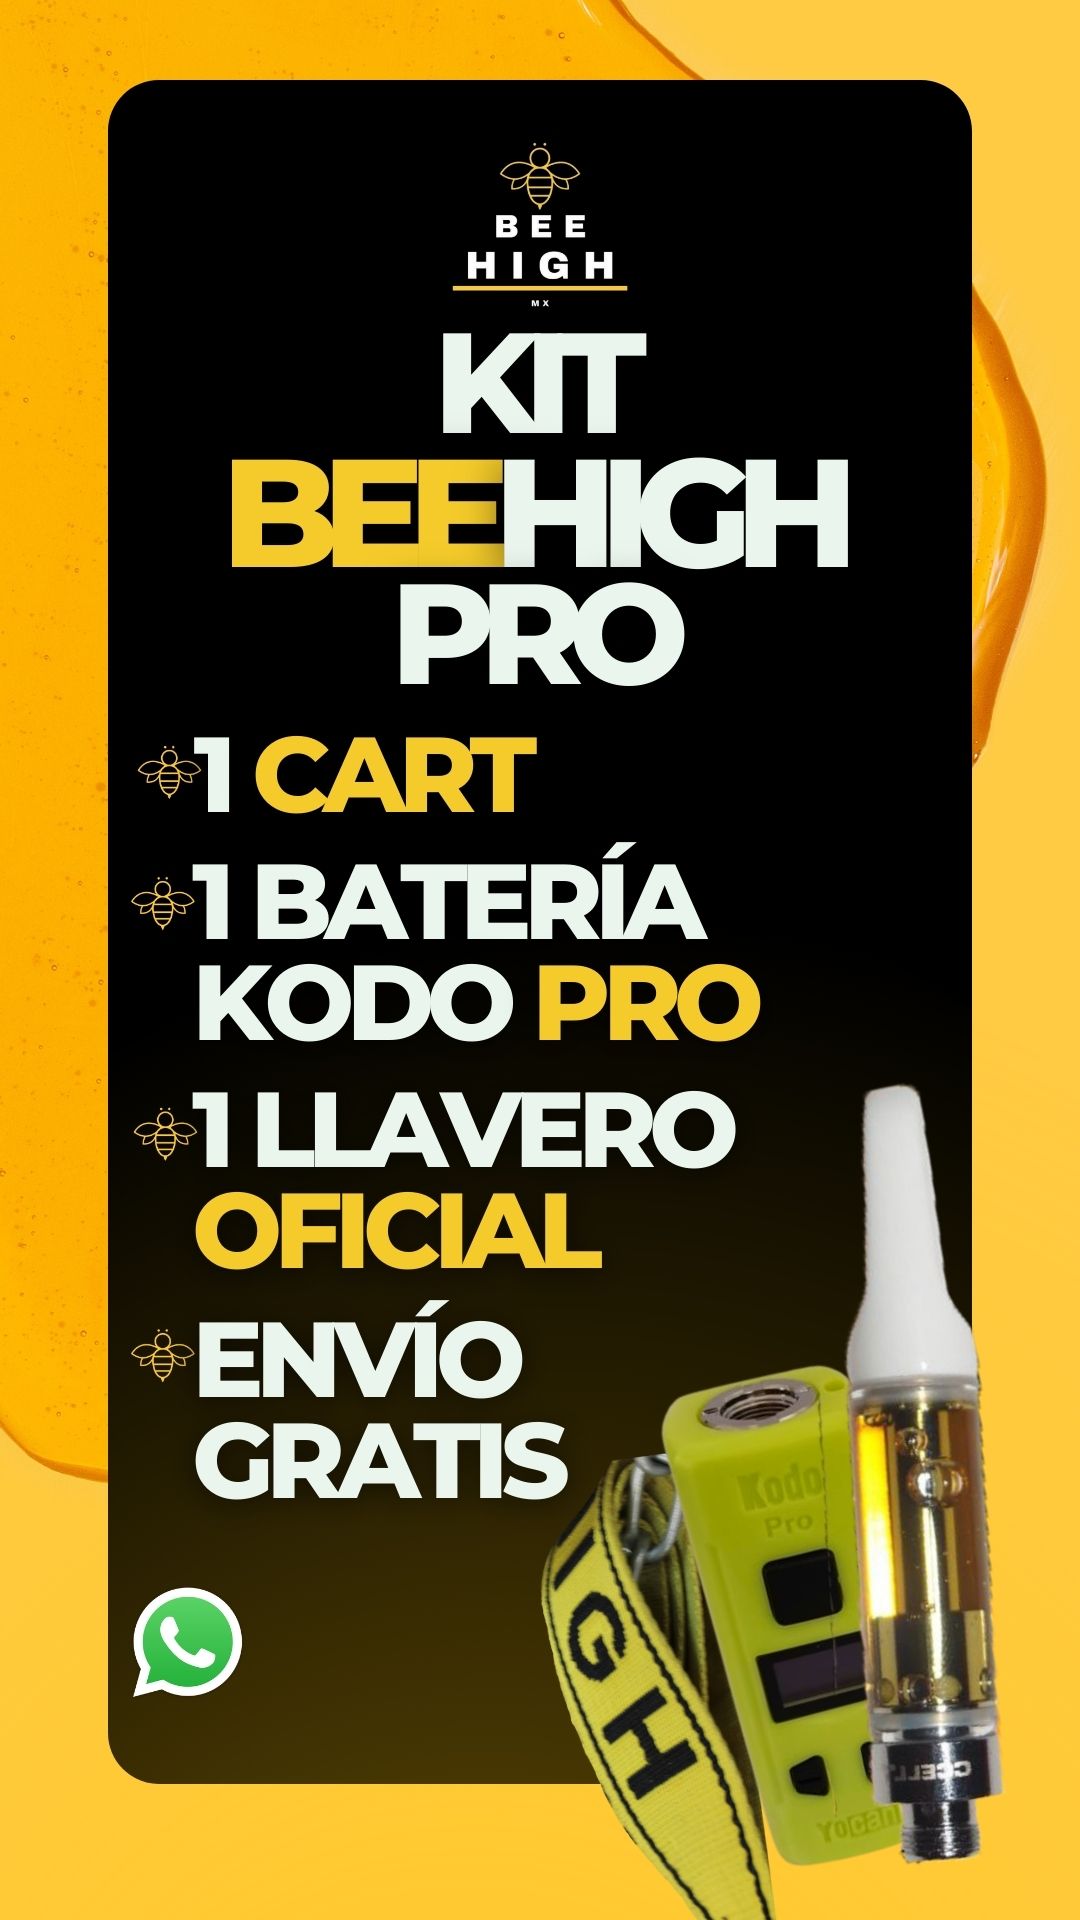 BEE
HIGH
MX
KIT
BEEHIGH
PRO
1 CART
1 BATERÍA
KODO PRO
1 LLAVERO
OFICIAL
ENVÍO
GRATIS
Kodo
Pro
IGH
CCELL
Yocan